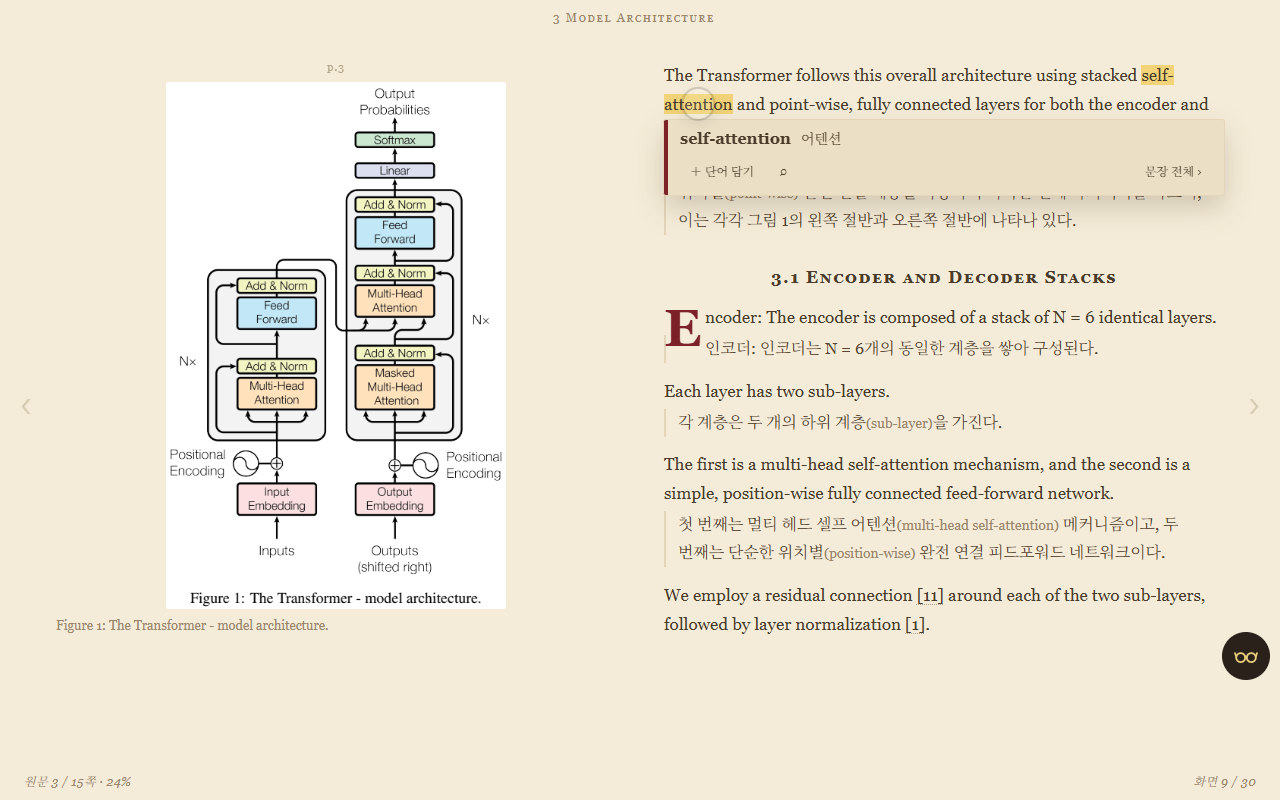 3 Model Architecture
p.3
Output
Probabilities
Softmax
Linear
Add & Norm
Feed
Forward
Add & Norm
Multi-Head
Attention
Nx
Add & Norm
Masked
Multi-Head
Attention
Add & Norm
Feed
Forward
Nx
Add & Norm
Multi-Head
Attention
Positional
Encoding
Positional
Encoding
Input
Embedding
Output
Embedding
Inputs
Outputs
(shifted right)
Figure 1: The Transformer - model architecture.
Figure 1: The Transformer - model architecture.
The Transformer follows this overall architecture using stacked self-
attention and point-wise, fully connected layers for both the encoder and
self-attention 어텐션
+ 단어 담기
문장 전체 ›
이는 각각 그림 1의 왼쪽 절반과 오른쪽 절반에 나타나 있다.
3.1 Encoder and Decoder Stacks
Encoder: The encoder is composed of a stack of N = 6 identical layers.
인코더: 인코더는 N = 6개의 동일한 계층을 쌓아 구성된다.
Each layer has two sub-layers.
각 계층은 두 개의 하위 계층(sub-layer)을 가진다.
The first is a multi-head self-attention mechanism, and the second is a
simple, position-wise fully connected feed-forward network.
첫 번째는 멀티 헤드 셀프 어텐션(multi-head self-attention) 메커니즘이고, 두
번째는 단순한 위치별(position-wise) 완전 연결 피드포워드 네트워크이다.
We employ a residual connection [11] around each of the two sub-layers,
followed by layer normalization [1].
원문 3 / 15쪽 · 24%
화면 9 / 30